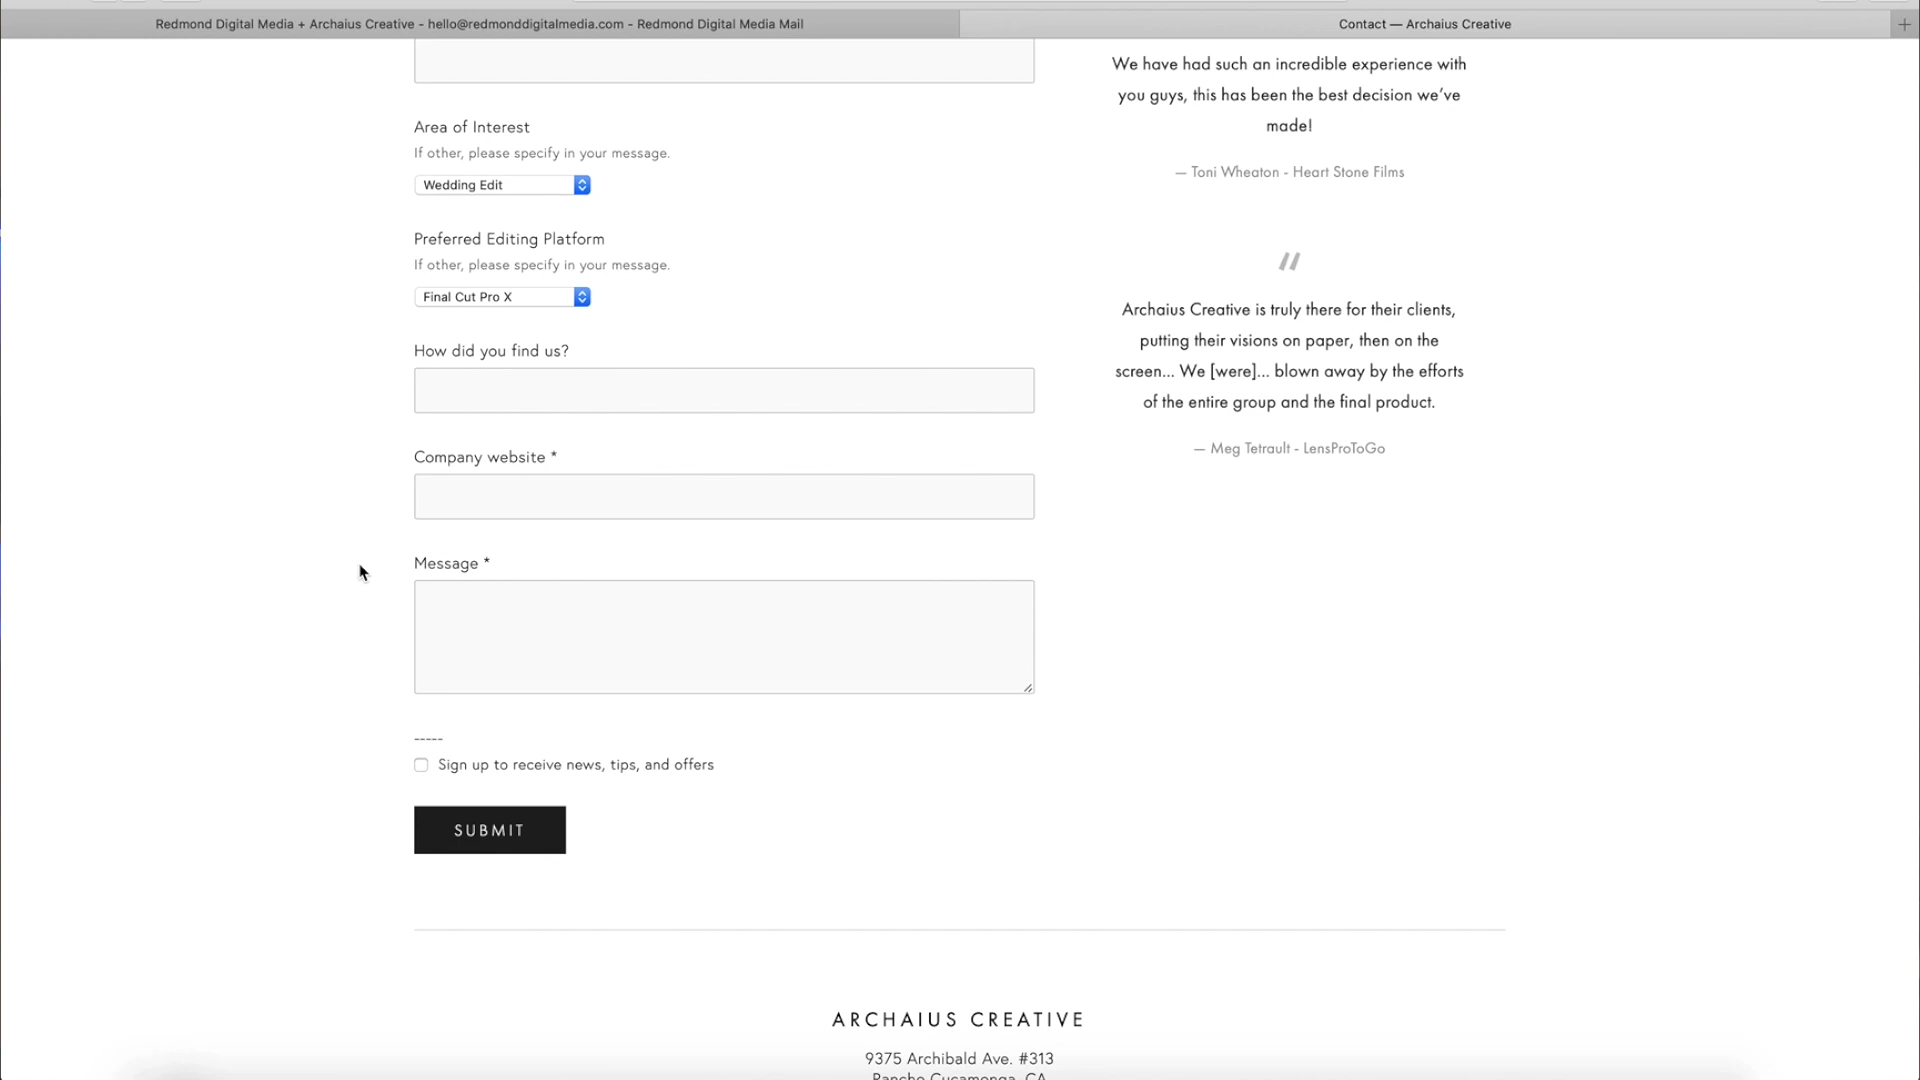 Redmond Digital Media + Archaius Creative - hello@redmonddigitalmedia.com - Redmond Digital Media Mail
Contact — Archaius Creative
Area of Interest
If other, please specify in your message.
Wedding Edit
Preferred Editing Platform
If other, please specify in your message.
Final Cut Pro X
How did you find us?
Company website *
Message *
-----
Sign up to receive news, tips, and offers
SUBMIT
We have had such an incredible experience with
you guys, this has been the best decision we've
made!
— Toni Wheaton - Heart Stone Films
"
Archaius Creative is truly there for their clients,
putting their visions on paper, then on the
screen... We [were]... blown away by the efforts
of the entire group and the final product.
— Meg Tetrault - LensProToGo
ARCHAIUS CREATIVE
9375 Archibald Ave. #313
Rancho Cucamonga, CA